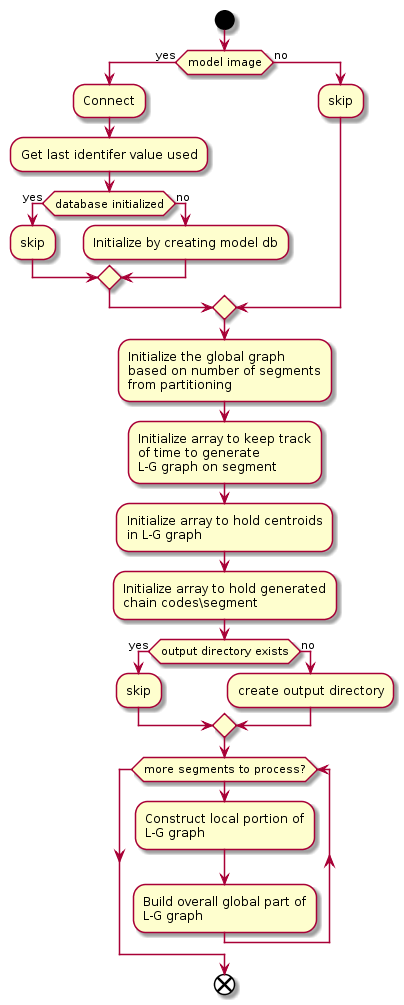 yes
model image
no
Connect
skip
Get last identifer value used
yes
database initialized
no
skip
Initialize by creating model db
Initialize the global graph
based on number of segments
from partitioning
Initialize array to keep track
of time to generate
L-G graph on segment
Initialize array to hold centroids
in L-G graph
Initialize array to hold generated
chain codes\segment
yes
output directory exists
no
skip
create output directory
more segments to process?
Construct local portion of
L-G graph
Build overall global part of
L-G graph